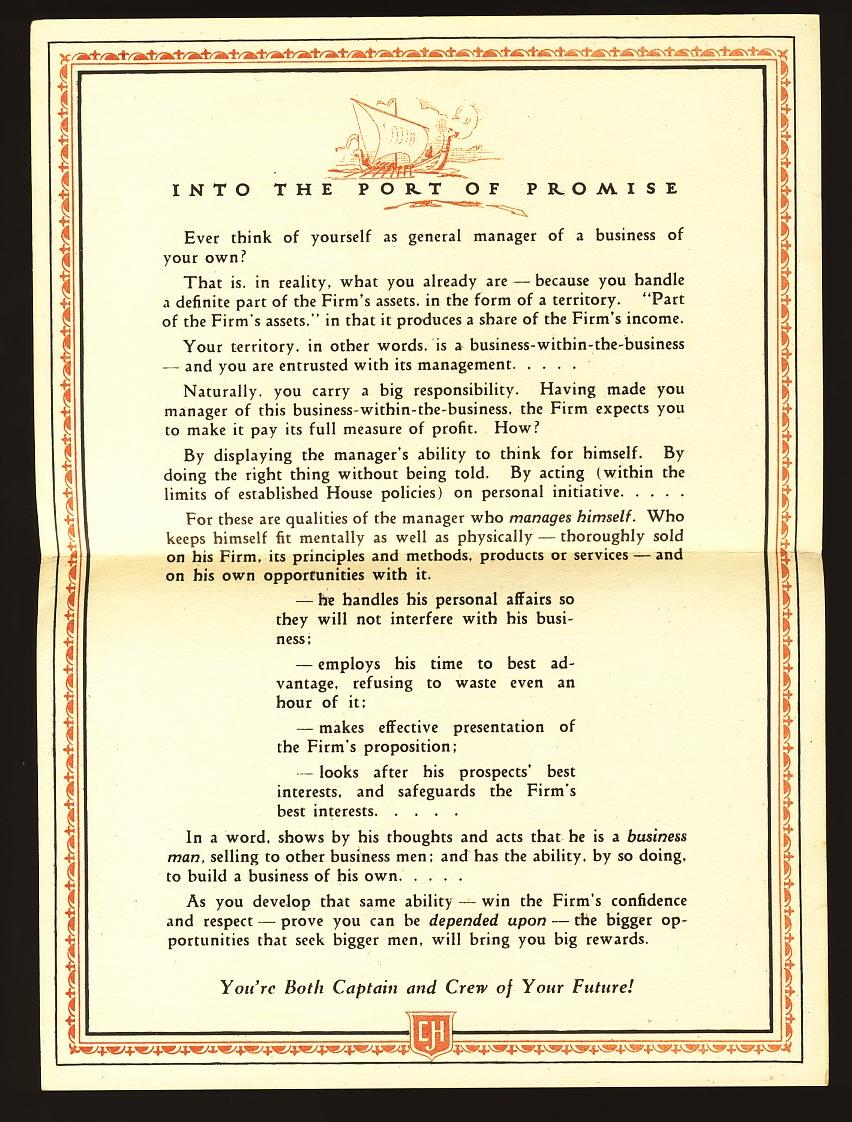 INTO THE PORT OF PROMISE
Ever think of yourself as general manager of a business of
your own?
That is, in reality, what you already are — because you handle
a definite part of the Firm's assets, in the form of a territory. "Part
of the Firm's assets," in that it produces a share of the Firm's income.
Your territory, in other words, is a business-within-the-business
— and you are entrusted with its management. . . . .
Naturally, you carry a big responsibility. Having made you
manager of this business-within-the-business, the Firm expects you
to make it pay its full measure of profit. How?
By displaying the manager's ability to think for himself. By
doing the right thing without being told. By acting (within the
limits of established House policies) on personal initiative. . . . .
For these are qualities of the manager who manages himself. Who
keeps himself fit mentally as well as physically — thoroughly sold
on his Firm, its principles and methods, products or services — and
on his own opportunities with it.
— he handles his personal affairs so
they will not interfere with his busi-
ness;
— employs his time to best ad-
vantage, refusing to waste even an
hour of it;
— makes effective presentation of
the Firm's proposition;
— looks after his prospects' best
interests, and safeguards the Firm's
best interests. . . . .
In a word, shows by his thoughts and acts that he is a business
man, selling to other business men; and has the ability, by so doing,
to build a business of his own. . . . .
As you develop that same ability — win the Firm's confidence
and respect — prove you can be depended upon — the bigger op-
portunities that seek bigger men, will bring you big rewards.
You're Both Captain and Crew of Your Future!
CJH